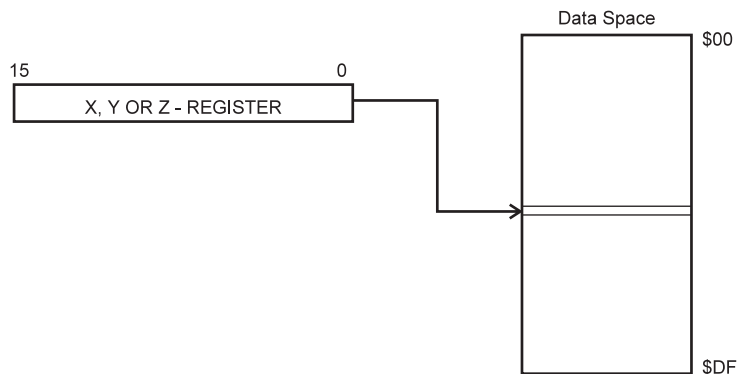 Data Space
$00
15 0
X, Y OR Z - REGISTER
$DF